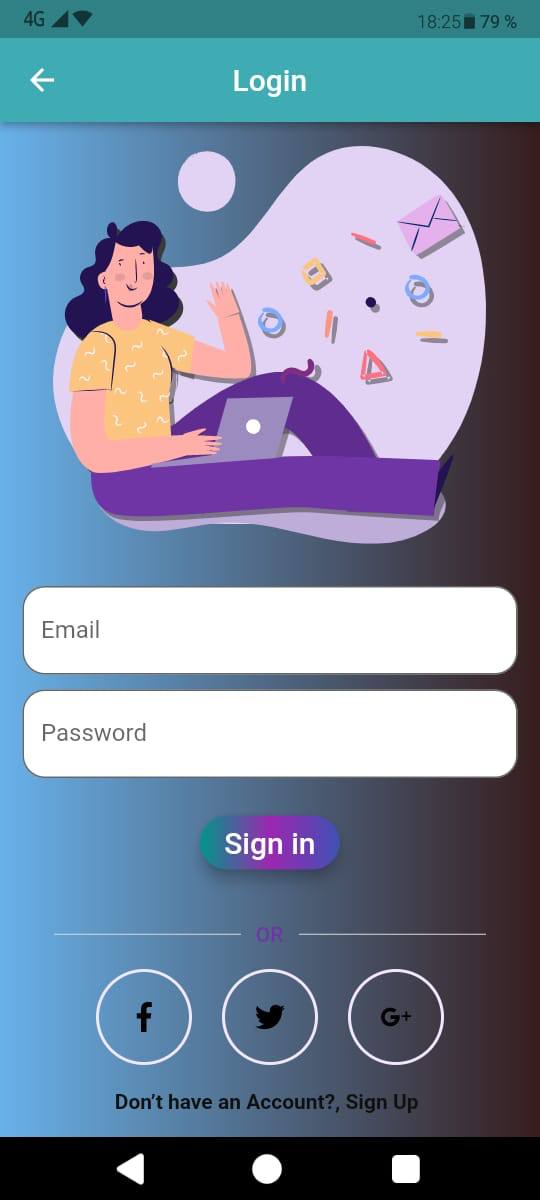 4G 18:25 79 %
Login
Email
Password
Sign in
OR
G+
Don’t have an Account?, Sign Up